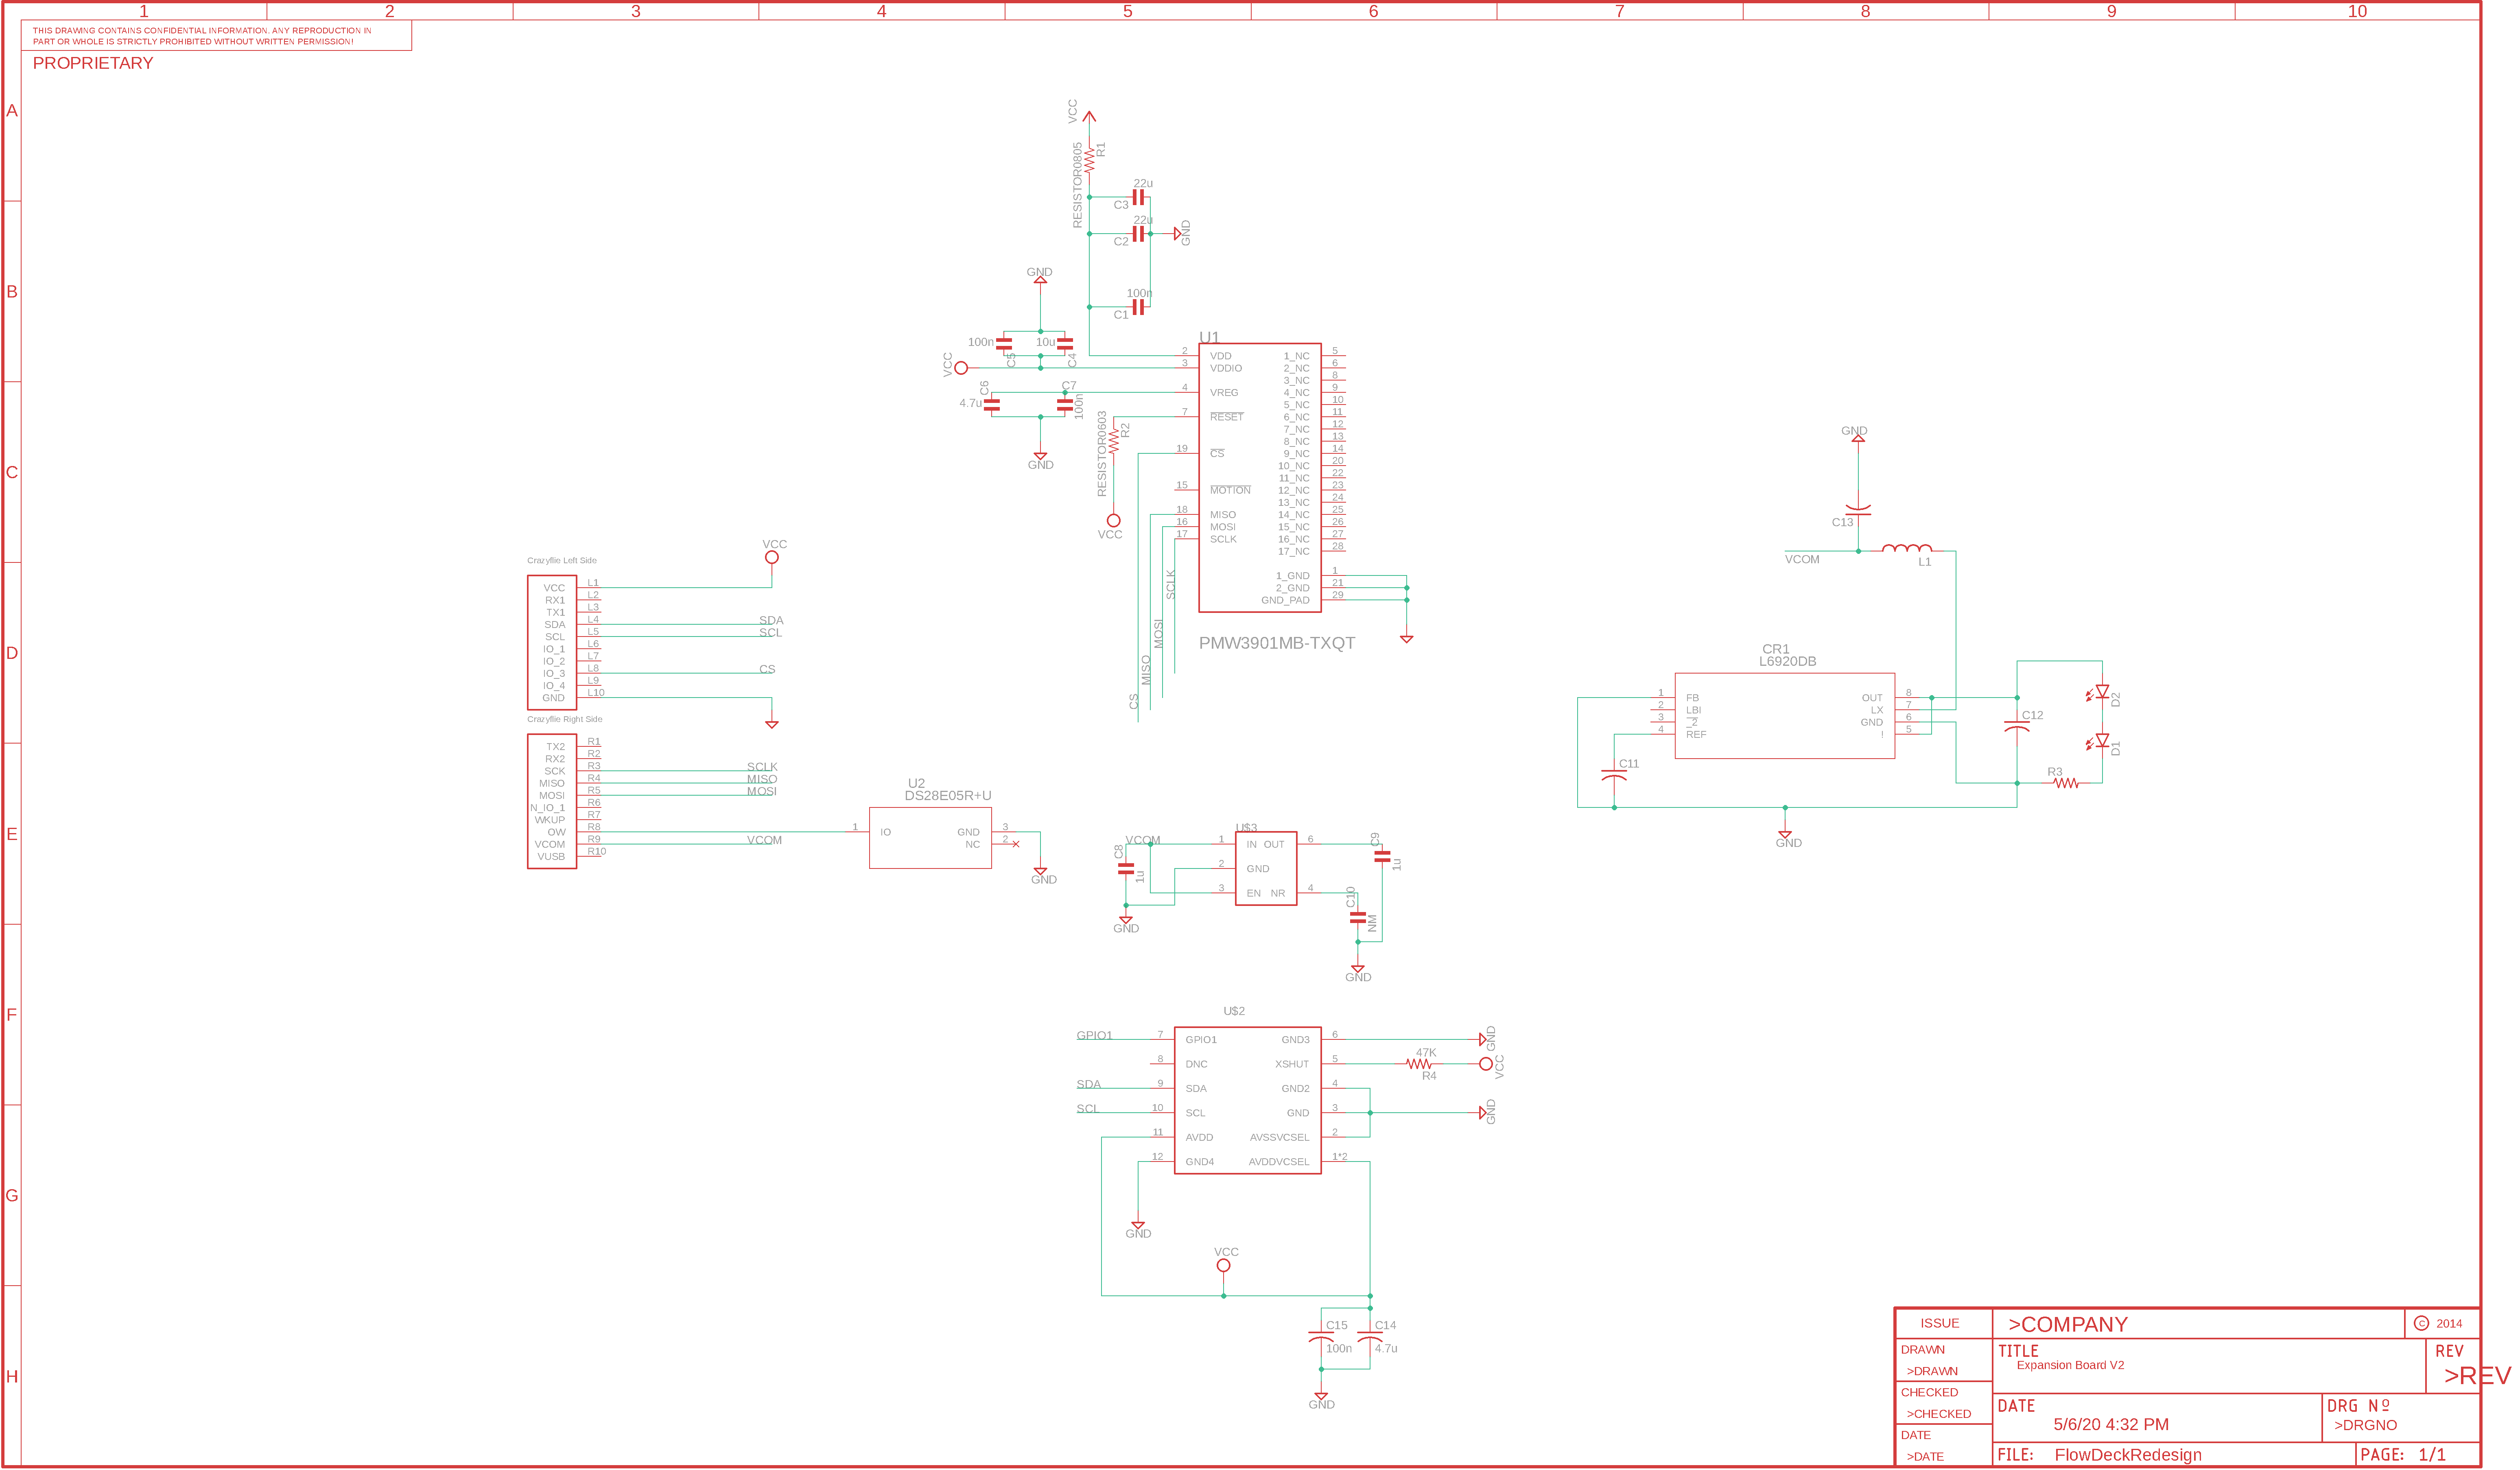 1 2 3 4 5 6 7 8 9 10
THIS DRAWING CONTAINS CONFIDENTIAL INFORMATION. ANY REPRODUCTION IN
PART OR WHOLE IS STRICTLY PROHIBITED WITHOUT WRITTEN PERMISSION!
PROPRIETARY
A
B
C
D
E
F
G
H
VCC
R1
RESISTOR0805
22u
C3
22u
C2
GND
100n
C1
GND
100n
C5
10u
C4
VCC
C6
4.7u
C7
100n
GND
RESISTOR0603
R2
VCC
U1
2 VDD 1_NC 5
3 VDDIO 2_NC 6
3_NC 8
4 VREG 4_NC 9
5_NC 10
7 RESET 6_NC 11
7_NC 12
8_NC 13
19 CS 9_NC 14
10_NC 20
11_NC 22
15 MOTION 12_NC 23
13_NC 24
18 MISO 14_NC 25
16 MOSI 15_NC 26
17 SCLK 16_NC 27
17_NC 28
1_GND 1
2_GND 21
GND_PAD 29
PMW3901MB-TXQT
SCLK
MOSI
MISO
CS
Crazyflie Left Side
VCC
VCC L1
RX1 L2
TX1 L3
SDA L4 SDA
SCL L5 SCL
IO_1 L6
IO_2 L7
IO_3 L8 CS
IO_4 L9
GND L10
Crazyflie Right Side
TX2 R1
RX2 R2
SCK R3 SCLK
MISO R4 MISO
MOSI R5 MOSI
N_IO_1 R6
WKUP R7
OW R8
VCOM R9 VCOM
VUSB R10
U2
DS28E05R+U
1 IO GND 3
NC 2
GND
U$3
VCOM 1 IN OUT 6
2 GND
3 EN NR 4
C8
1u
GND
C9
1u
C10
NM
GND
GND
C13
VCOM
L1
CR1
L6920DB
1 FB OUT 8
2 LBI LX 7
3 _2 GND 6
4 REF ! 5
C11
C12
D2
D1
R3
GND
U$2
GPIO1 7 GPIO1 GND3 6 GND
8 DNC XSHUT 5 47K R4 VCC
SDA 9 SDA GND2 4
SCL 10 SCL GND 3 GND
11 AVDD AVSSVCSEL 2
12 GND4 AVDDVCSEL 1*2
GND
VCC
C15
100n
C14
4.7u
GND
ISSUE >COMPANY © 2014
DRAWN
>DRAWN
TITLE
Expansion Board V2
REV
>REV
CHECKED
>CHECKED
DATE
5/6/20 4:32 PM
DRG Nº
>DRGNO
DATE
>DATE
FILE: FlowDeckRedesign
PAGE: 1/1